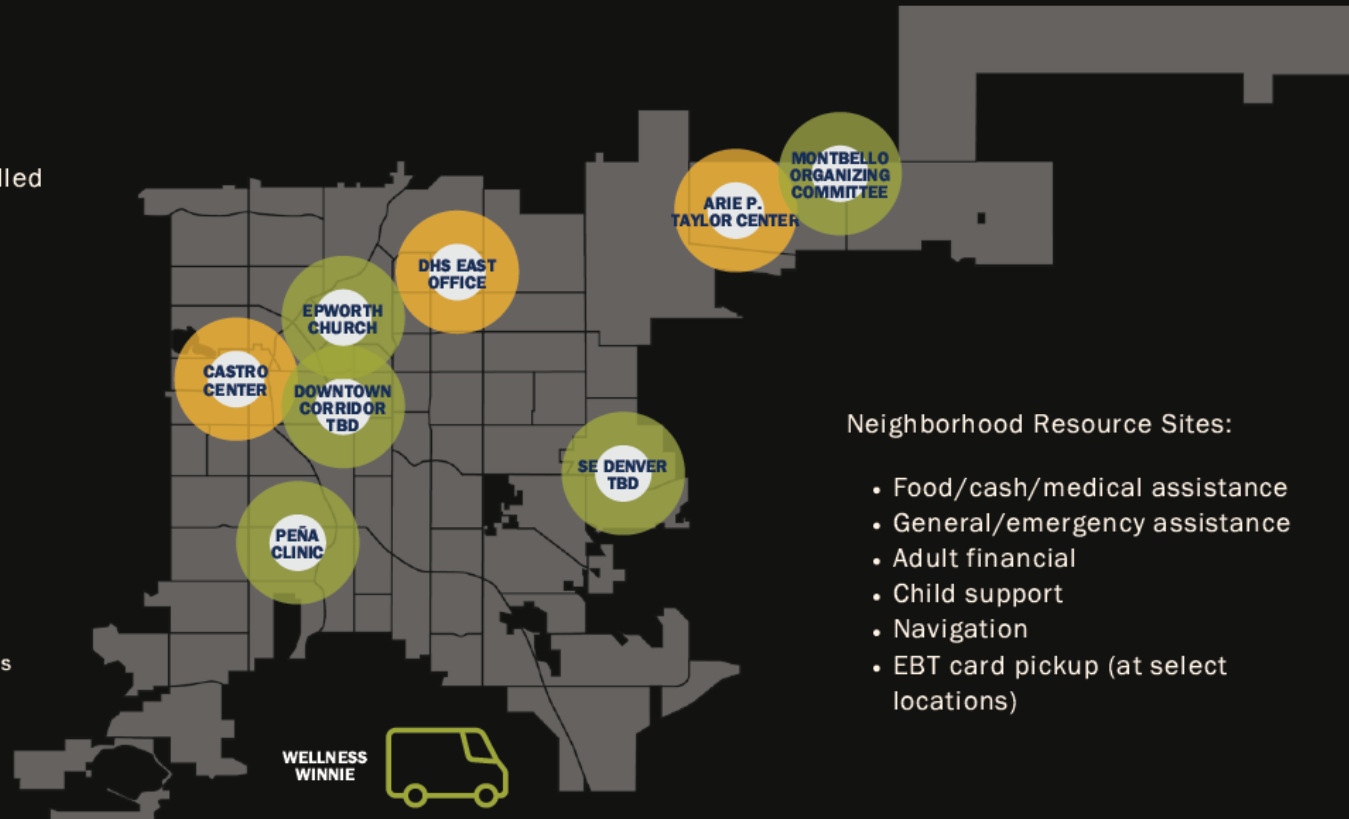 lled
MONTBELLO
ORGANIZING
COMMITTEE
ARIE P.
TAYLOR CENTER
DHS EAST
OFFICE
EPWORTH
CHURCH
CASTRO
CENTER
DOWNTOWN
CORRIDOR
TBD
SE DENVER
TBD
PEÑA
CLINIC
Neighborhood Resource Sites:
• Food/cash/medical assistance
• General/emergency assistance
• Adult financial
• Child support
• Navigation
• EBT card pickup (at select
locations)
s
WELLNESS
WINNIE